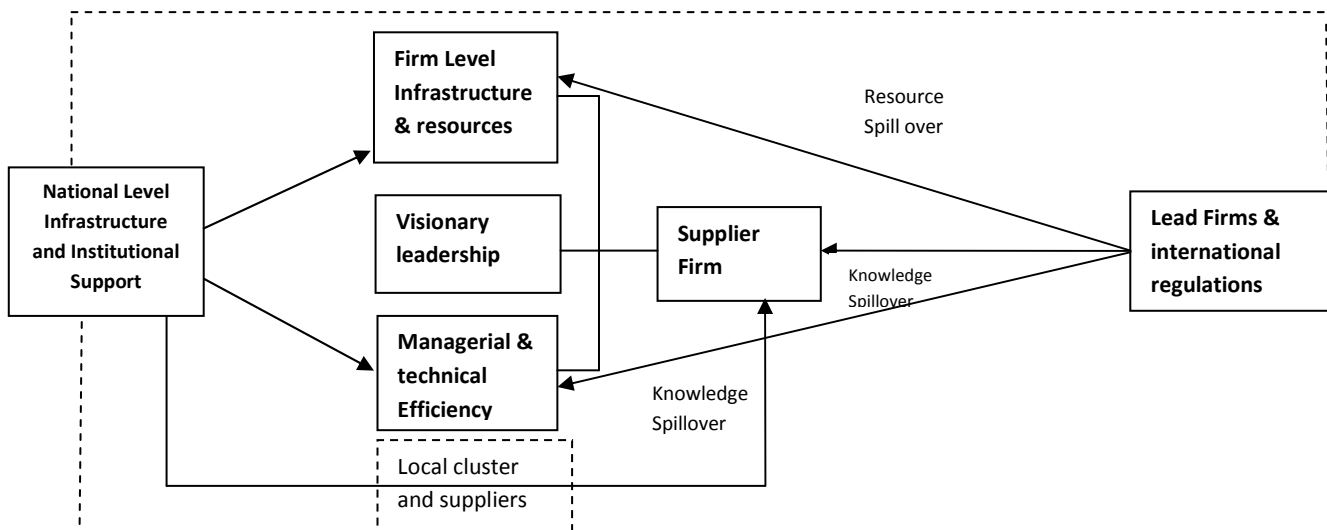 Firm Level
Infrastructure
& resources
Resource
Spill over
National Level
Infrastructure
and Institutional
Support
Visionary
leadership
Supplier
Firm
Lead Firms &
international
regulations
Knowledge
Spillover
Managerial &
technical
Efficiency
Knowledge
Spillover
Local cluster
and suppliers